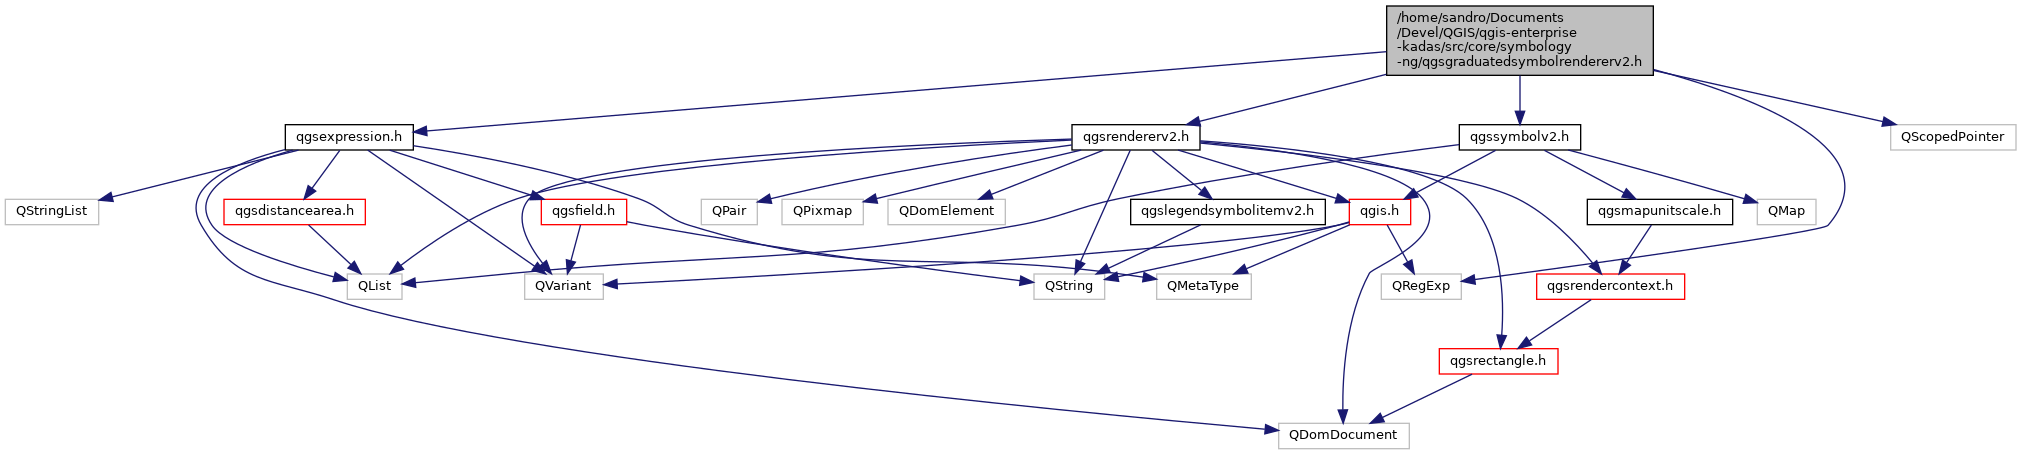 /home/sandro/Documents
/Devel/QGIS/qgis-enterprise
-kadas/src/core/symbology
-ng/qgsgraduatedsymbolrendererv2.h
qgsexpression.h
qgsrendererv2.h
qgssymbolv2.h
QScopedPointer
QStringList
qgsdistancearea.h
qgsfield.h
QPair
QPixmap
QDomElement
qgslegendsymbolitemv2.h
qgis.h
qgsmapunitscale.h
QMap
QList
QVariant
QString
QMetaType
QRegExp
qgsrendercontext.h
qgsrectangle.h
QDomDocument